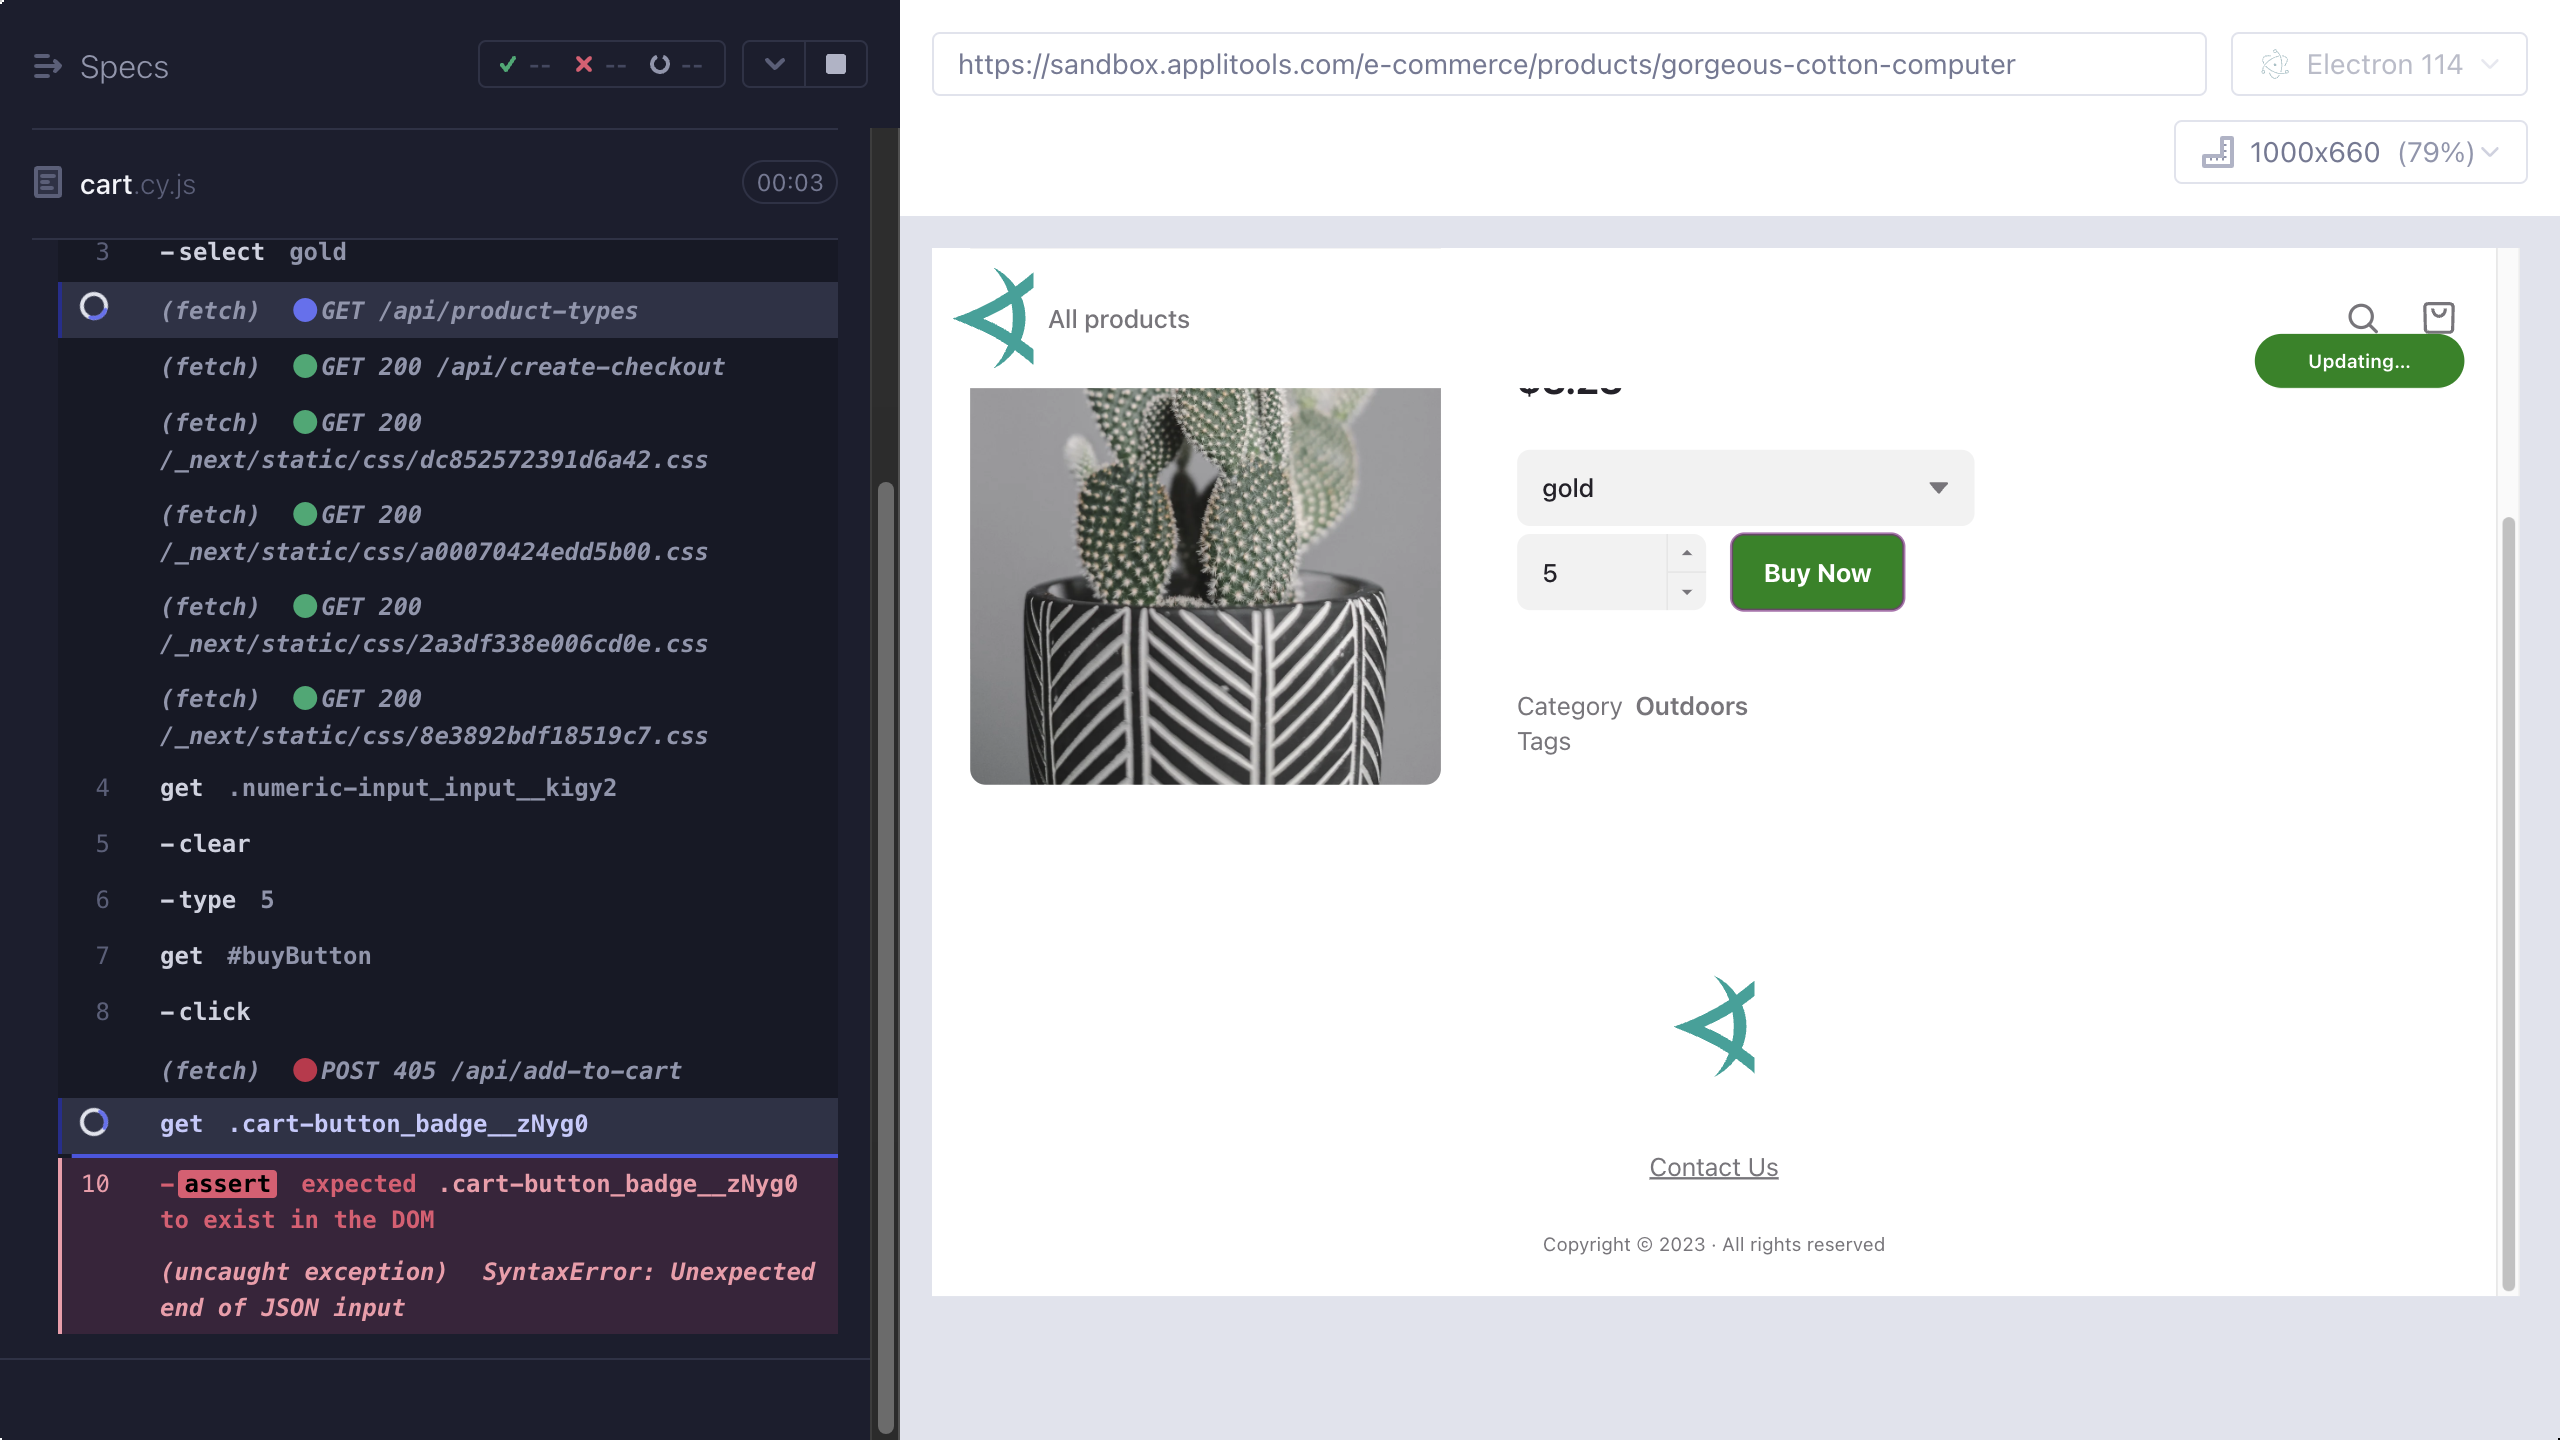 Specs
-- -- --
cart.cy.js
00:03
3 -select gold
(fetch) GET /api/product-types
(fetch) GET 200 /api/create-checkout
(fetch) GET 200
/_next/static/css/dc852572391d6a42.css
(fetch) GET 200
/_next/static/css/a00070424edd5b00.css
(fetch) GET 200
/_next/static/css/2a3df338e006cd0e.css
(fetch) GET 200
/_next/static/css/8e3892bdf18519c7.css
4 get .numeric-input_input__kigy2
5 -clear
6 -type 5
7 get #buyButton
8 -click
(fetch) POST 405 /api/add-to-cart
get .cart-button_badge__zNyg0
10 -assert expected .cart-button_badge__zNyg0
to exist in the DOM
(uncaught exception) SyntaxError: Unexpected
end of JSON input
https://sandbox.applitools.com/e-commerce/products/gorgeous-cotton-computer
Electron 114
1000x660 (79%)
All products
Updating...
gold
5
Buy Now
Category Outdoors
Tags
Contact Us
Copyright © 2023 · All rights reserved